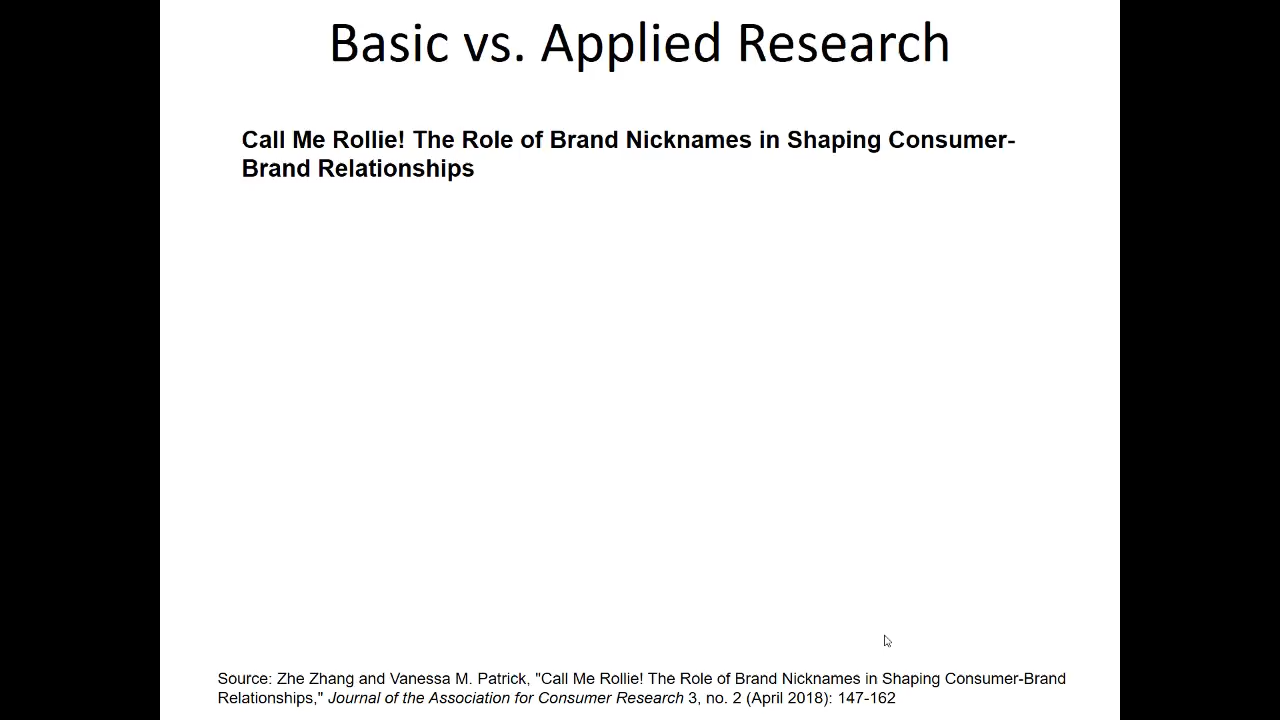 Basic vs. Applied Research
Call Me Rollie! The Role of Brand Nicknames in Shaping Consumer-
Brand Relationships
Source: Zhe Zhang and Vanessa M. Patrick, "Call Me Rollie! The Role of Brand Nicknames in Shaping Consumer-Brand
Relationships," Journal of the Association for Consumer Research 3, no. 2 (April 2018): 147-162